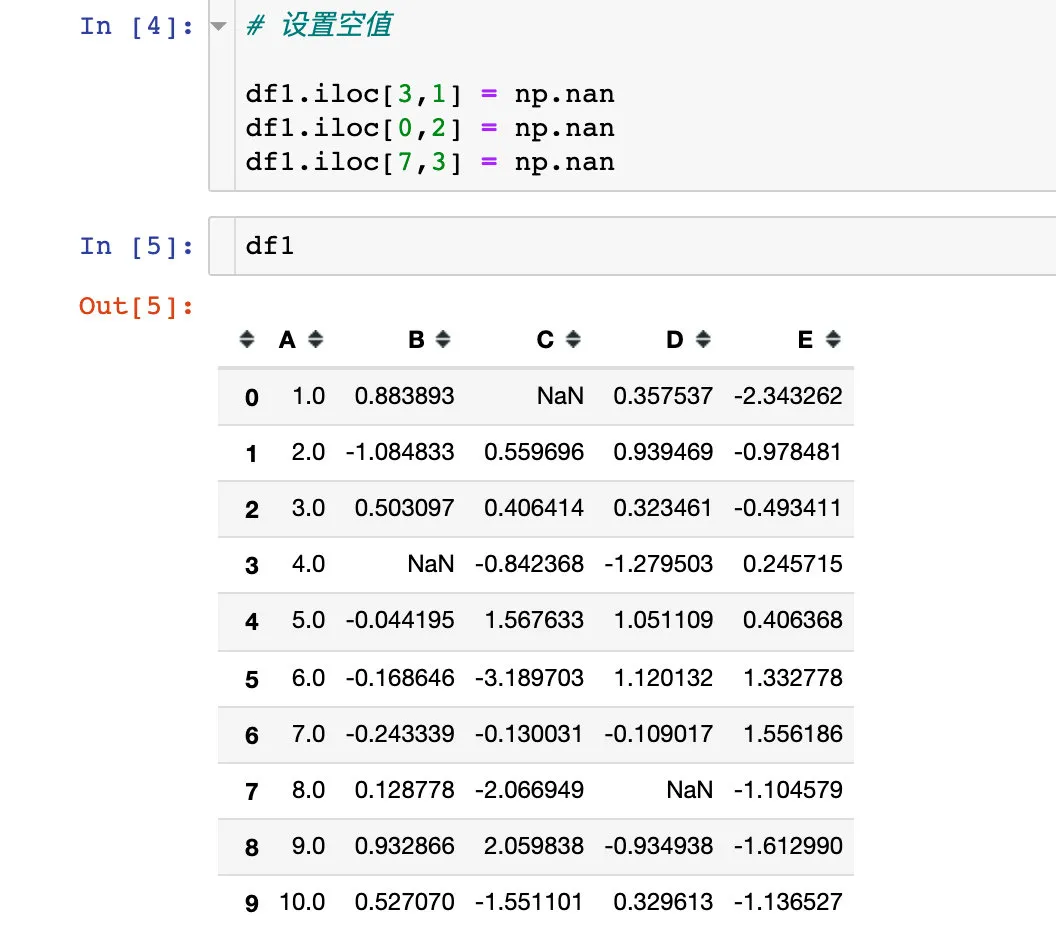 In [4]: # 设置空值
df1.iloc[3,1] = np.nan
df1.iloc[0,2] = np.nan
df1.iloc[7,3] = np.nan
In [5]: df1
Out[5]:
A B C D E
0 1.0 0.883893 NaN 0.357537 -2.343262
1 2.0 -1.084833 0.559696 0.939469 -0.978481
2 3.0 0.503097 0.406414 0.323461 -0.493411
3 4.0 NaN -0.842368 -1.279503 0.245715
4 5.0 -0.044195 1.567633 1.051109 0.406368
5 6.0 -0.168646 -3.189703 1.120132 1.332778
6 7.0 -0.243339 -0.130031 -0.109017 1.556186
7 8.0 0.128778 -2.066949 NaN -1.104579
8 9.0 0.932866 2.059838 -0.934938 -1.612990
9 10.0 0.527070 -1.551101 0.329613 -1.136527